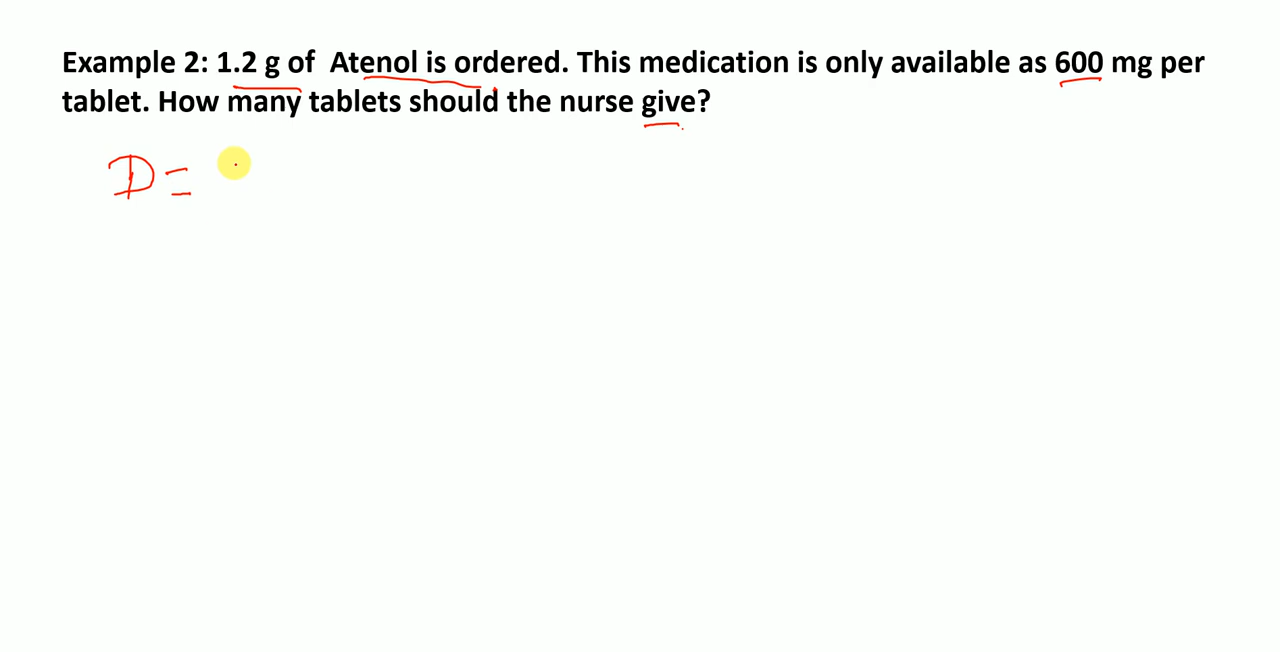 Example 2: 1.2 g of Atenol is ordered. This medication is only available as 600 mg per
tablet. How many tablets should the nurse give?
D =